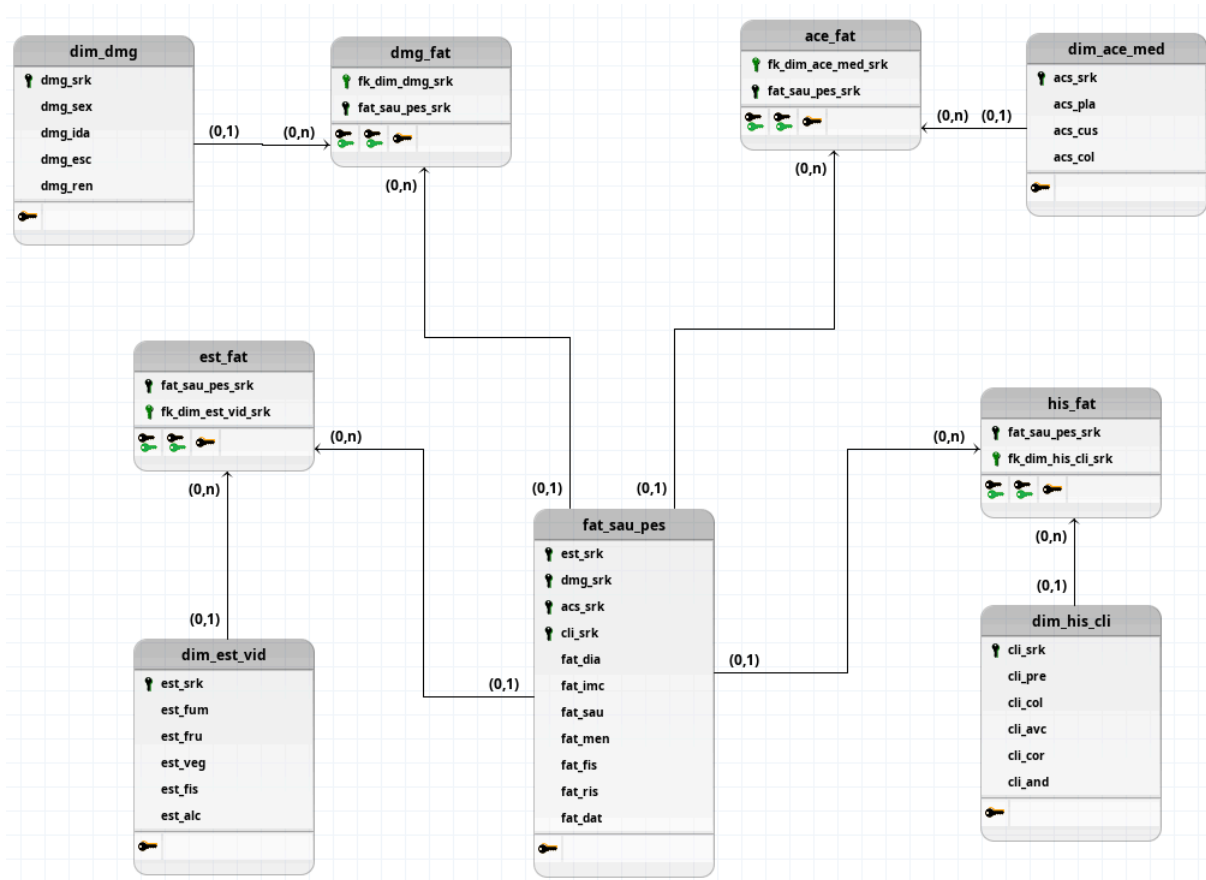 dim_dmg
dmg_srk
dmg_sex
dmg_ida
dmg_esc
dmg_ren
(0,1)
(0,n)
dmg_fat
fk_dim_dmg_srk
fat_sau_pes_srk
(0,n)
ace_fat
fk_dim_ace_med_srk
fat_sau_pes_srk
(0,n)
(0,n)
(0,1)
dim_ace_med
acs_srk
acs_pla
acs_cus
acs_col
est_fat
fat_sau_pes_srk
fk_dim_est_vid_srk
(0,n)
(0,n)
(0,1)
(0,1)
(0,1)
dim_est_vid
est_srk
est_fum
est_fru
est_veg
est_fis
est_alc
(0,1)
fat_sau_pes
est_srk
dmg_srk
acs_srk
cli_srk
fat_dia
fat_imc
fat_sau
fat_men
fat_fis
fat_ris
fat_dat
(0,1)
(0,n)
his_fat
fat_sau_pes_srk
fk_dim_his_cli_srk
(0,n)
(0,1)
dim_his_cli
cli_srk
cli_pre
cli_col
cli_avc
cli_cor
cli_and